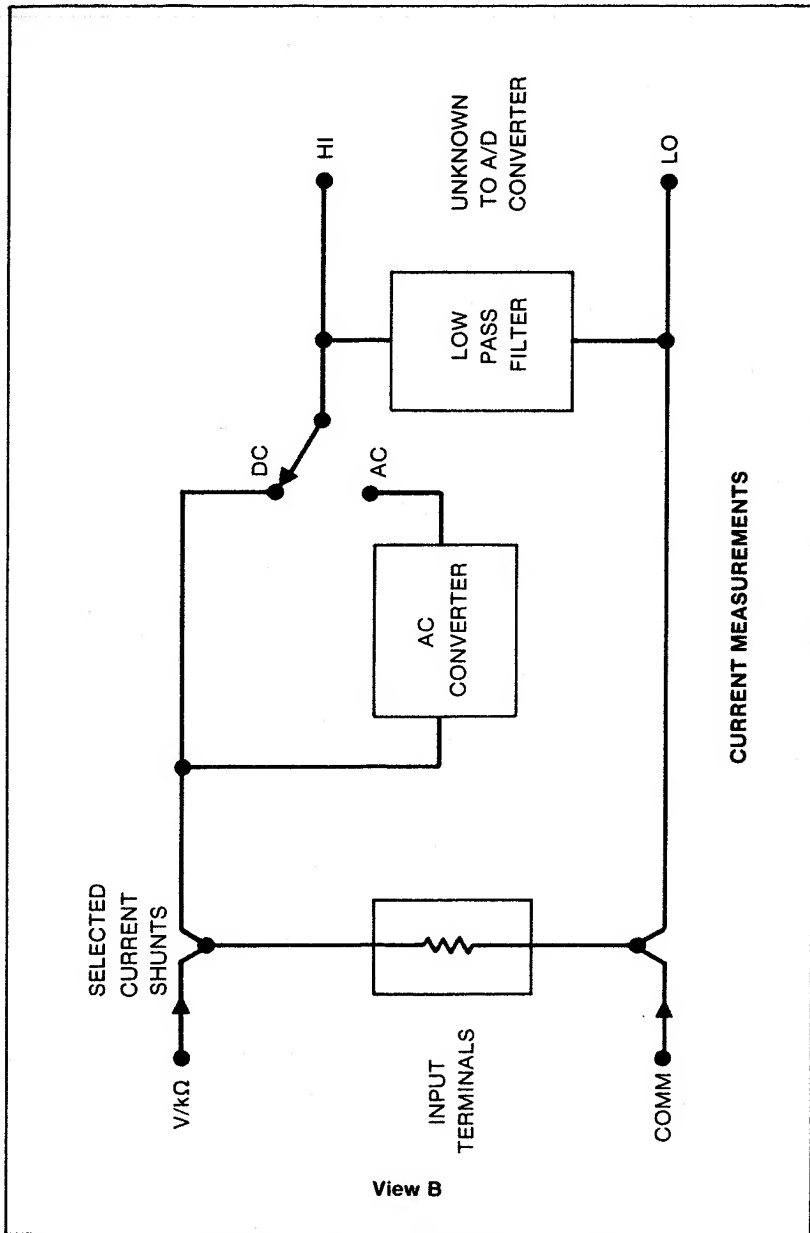 SELECTED
CURRENT
SHUNTS
V/kΩ
INPUT
TERMINALS
COMM
DC
AC
AC
CONVERTER
LOW
PASS
FILTER
HI
UNKNOWN
TO A/D
CONVERTER
LO
CURRENT MEASUREMENTS
View B